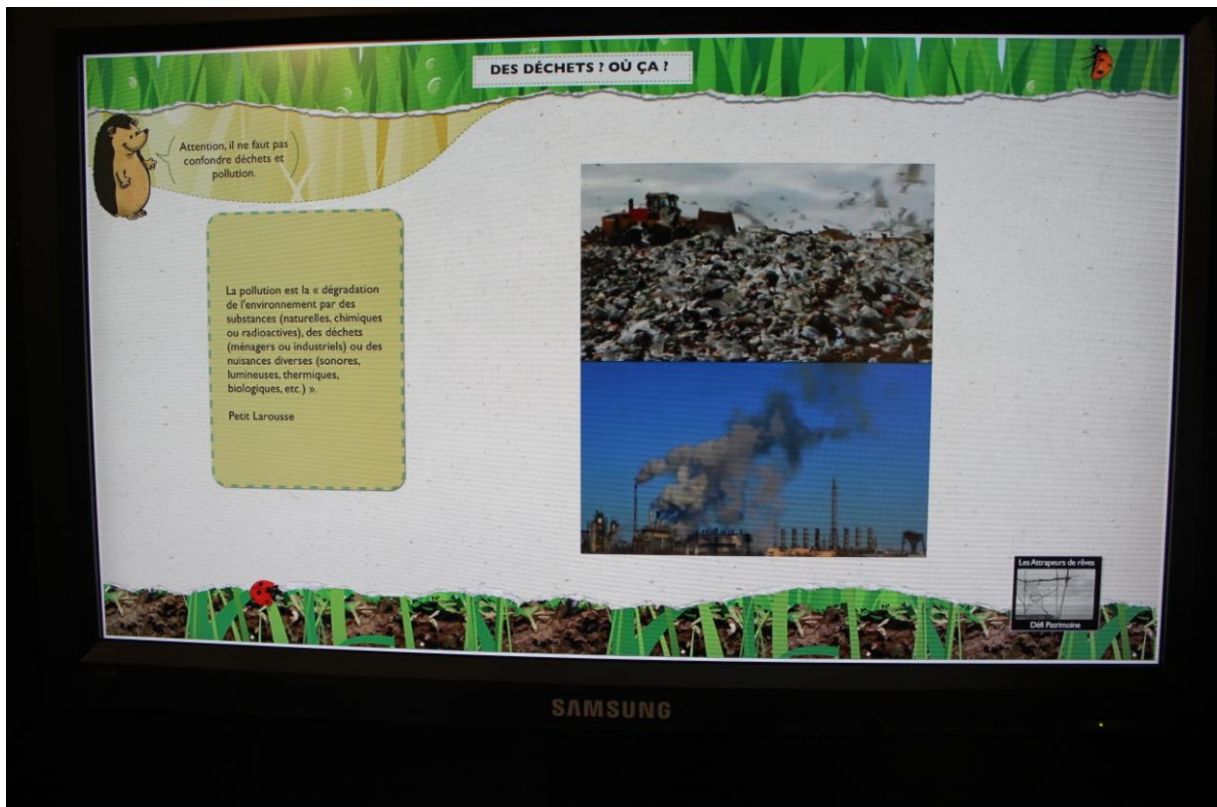 DES DÉCHETS ? OÙ ÇA ?
Attention, il ne faut pas
confondre déchets et
pollution.
La pollution est la « dégradation
de l'environnement par des
substances (naturelles, chimiques
ou radioactives), des déchets
(ménagers ou industriels) ou des
nuisances diverses (sonores,
lumineuses, thermiques,
biologiques, etc.) ».
Petit Larousse
Les Attrapeurs de rêves
Défi Patrimoine
SAMSUNG